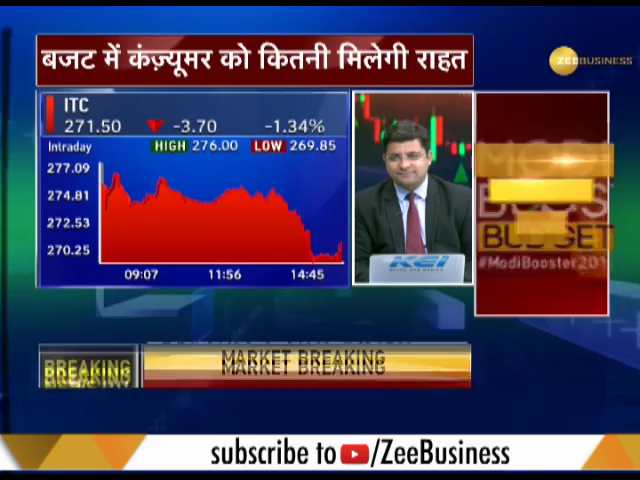 बजट में कंज़्यूमर को कितनी मिलेगी राहत
ZEEBUSINESS
ITC
271.50 -3.70 -1.34%
Intraday HIGH 276.00 LOW 269.85
277.09
274.81
272.53
270.25
09:07 11:56 14:45
KEI
BUDGET
#ModiBooster201
BREAKING
MARKET BREAKING
subscribe to /ZeeBusiness